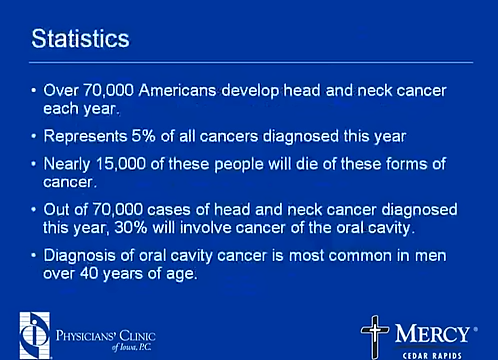 Statistics
• Over 70,000 Americans develop head and neck cancer
each year.
• Represents 5% of all cancers diagnosed this year
• Nearly 15,000 of these people will die of these forms of
cancer.
• Out of 70,000 cases of head and neck cancer diagnosed
this year, 30% will involve cancer of the oral cavity.
• Diagnosis of oral cavity cancer is most common in men
over 40 years of age.
PHYSICIANS' CLINIC
of Iowa, P.C.
MERCY®
CEDAR RAPIDS